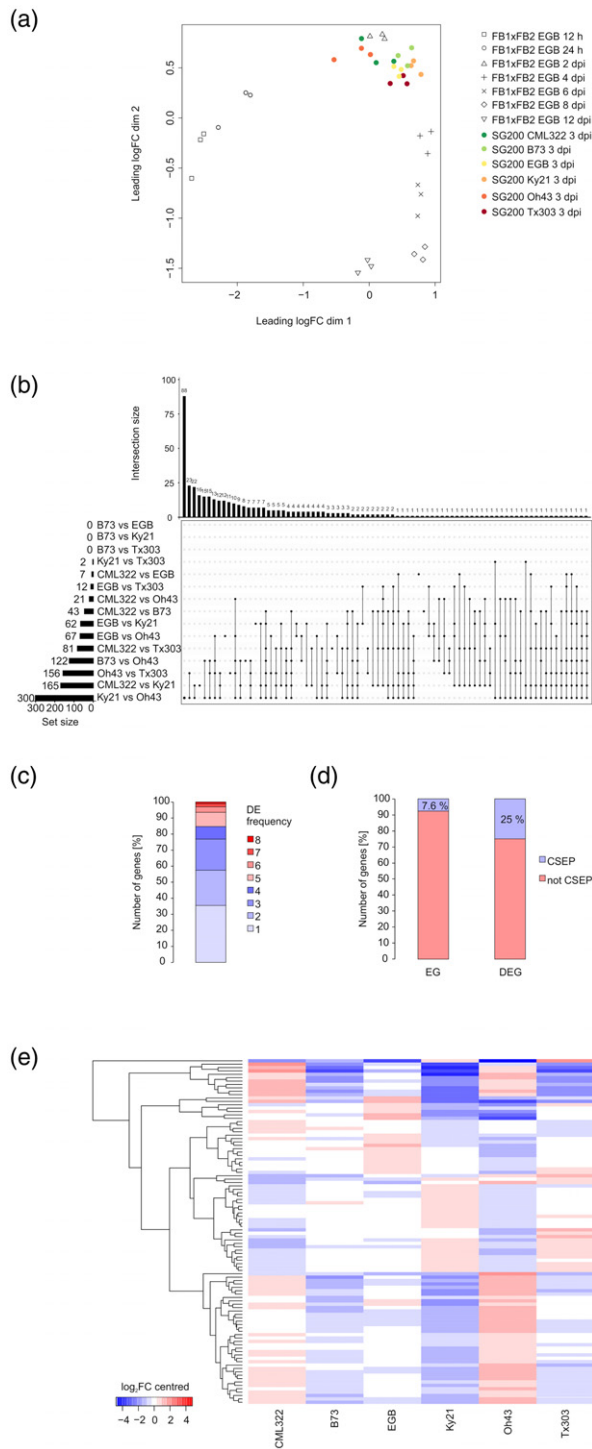 (a)
0.5
0.0
−0.5
−1.0
−1.5
Leading logFC dim 2
−2
−1
0
1
Leading logFC dim 1
FB1xFB2 EGB 12 h
FB1xFB2 EGB 24 h
FB1xFB2 EGB 2 dpi
FB1xFB2 EGB 4 dpi
FB1xFB2 EGB 6 dpi
FB1xFB2 EGB 8 dpi
FB1xFB2 EGB 12 dpi
SG200 CML322 3 dpi
SG200 B73 3 dpi
SG200 EGB 3 dpi
SG200 Ky21 3 dpi
SG200 Oh43 3 dpi
SG200 Tx303 3 dpi
(b)
Intersection size
100
75
50
25
0
0 B73 vs EGB
0 B73 vs Ky21
0 B73 vs Tx303
2 Ky21 vs Tx303
7 CML322 vs EGB
12 EGB vs Tx303
21 CML322 vs Oh43
43 CML322 vs B73
62 EGB vs Ky21
67 EGB vs Oh43
81 CML322 vs Tx303
122 B73 vs Oh43
156 Oh43 vs Tx303
165 CML322 vs Ky21
300 Ky21 vs Oh43
300 200 100 0
Set size
(c)
Number of genes [%]
100
90
80
70
60
50
40
30
20
10
0
DE
frequency
8
7
6
5
4
3
2
1
(d)
Number of genes [%]
100
90
80
70
60
50
40
30
20
10
0
7.6 %
25 %
EG
DEG
CSEP
not CSEP
(e)
log2FC centred
−4 −2 0 2 4
CML322
B73
EGB
Ky21
Oh43
Tx303